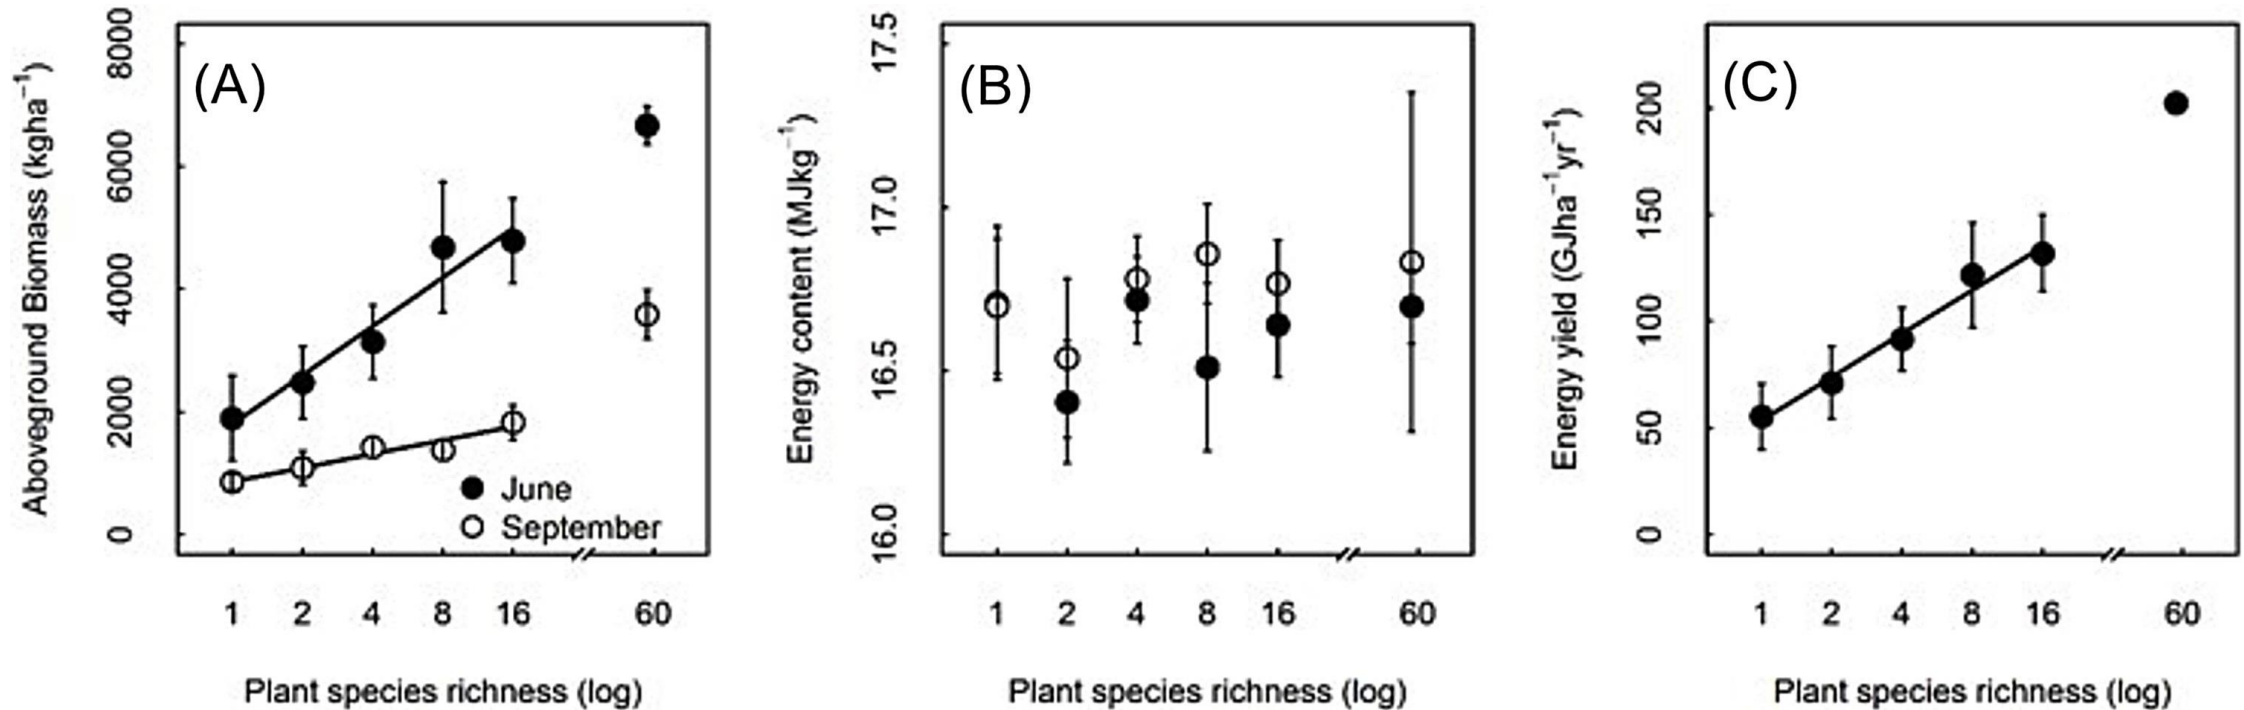 (A)
Aboveground Biomass (kgha⁻¹)
8000
6000
4000
2000
0
June
September
1 2 4 8 16 60
Plant species richness (log)
(B)
Energy content (MJkg⁻¹)
17.5
17.0
16.5
16.0
1 2 4 8 16 60
Plant species richness (log)
(C)
Energy yield (GJha⁻¹yr⁻¹)
200
150
100
50
0
1 2 4 8 16 60
Plant species richness (log)